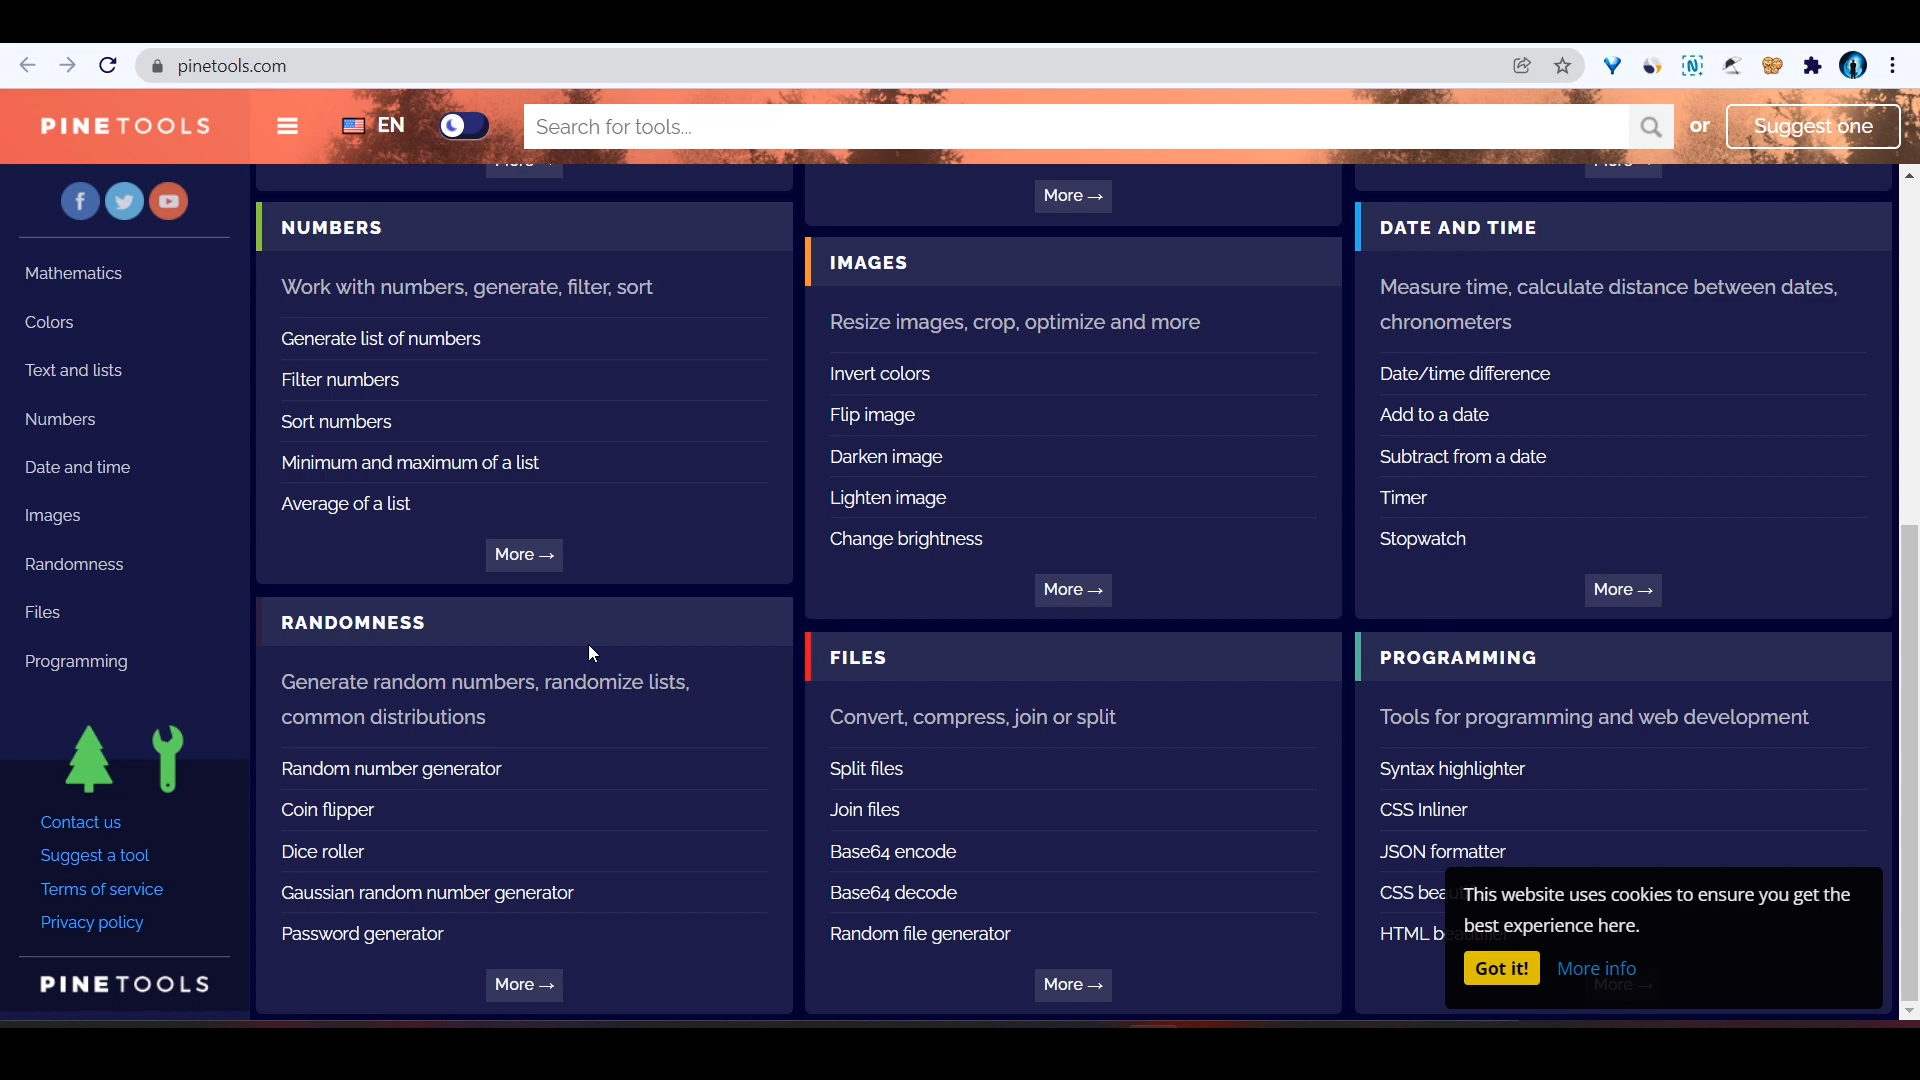 pinetools.com
PINETOOLS
EN
Search for tools...
or
Suggest one
Mathematics
Colors
Text and lists
Numbers
Date and time
Images
Randomness
Files
Programming
Contact us
Suggest a tool
Terms of service
Privacy policy
PINETOOLS
NUMBERS
Work with numbers, generate, filter, sort
Generate list of numbers
Filter numbers
Sort numbers
Minimum and maximum of a list
Average of a list
More →
RANDOMNESS
Generate random numbers, randomize lists,
common distributions
Random number generator
Coin flipper
Dice roller
Gaussian random number generator
Password generator
More →
More →
IMAGES
Resize images, crop, optimize and more
Invert colors
Flip image
Darken image
Lighten image
Change brightness
More →
FILES
Convert, compress, join or split
Split files
Join files
Base64 encode
Base64 decode
Random file generator
More →
DATE AND TIME
Measure time, calculate distance between dates,
chronometers
Date/time difference
Add to a date
Subtract from a date
Timer
Stopwatch
More →
PROGRAMMING
Tools for programming and web development
Syntax highlighter
CSS Inliner
JSON formatter
CSS
HTML
This website uses cookies to ensure you get the
best experience here.
Got it!
More info
More →